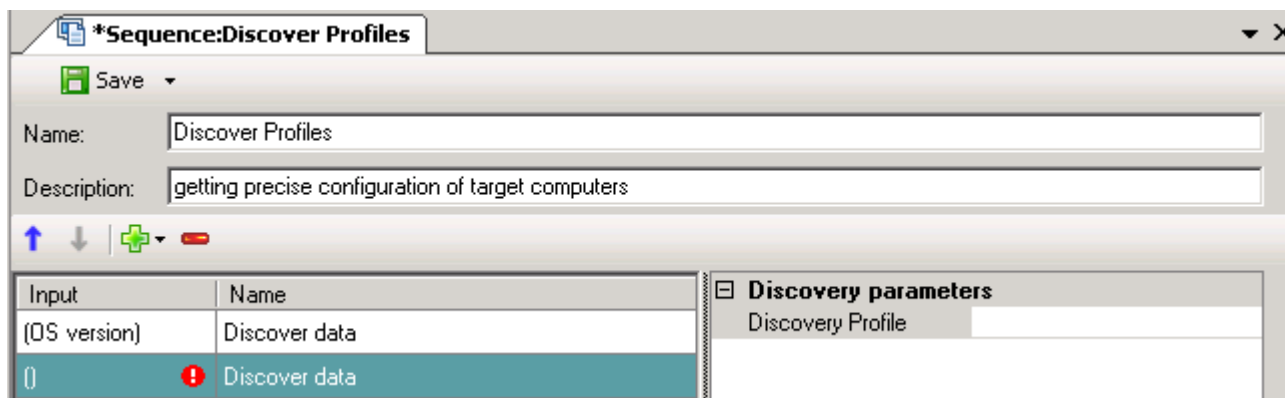 *Sequence:Discover Profiles
Save
Name: Discover Profiles
Description: getting precise configuration of target computers
Input Name
(OS version) Discover data
() Discover data
Discovery parameters
Discovery Profile